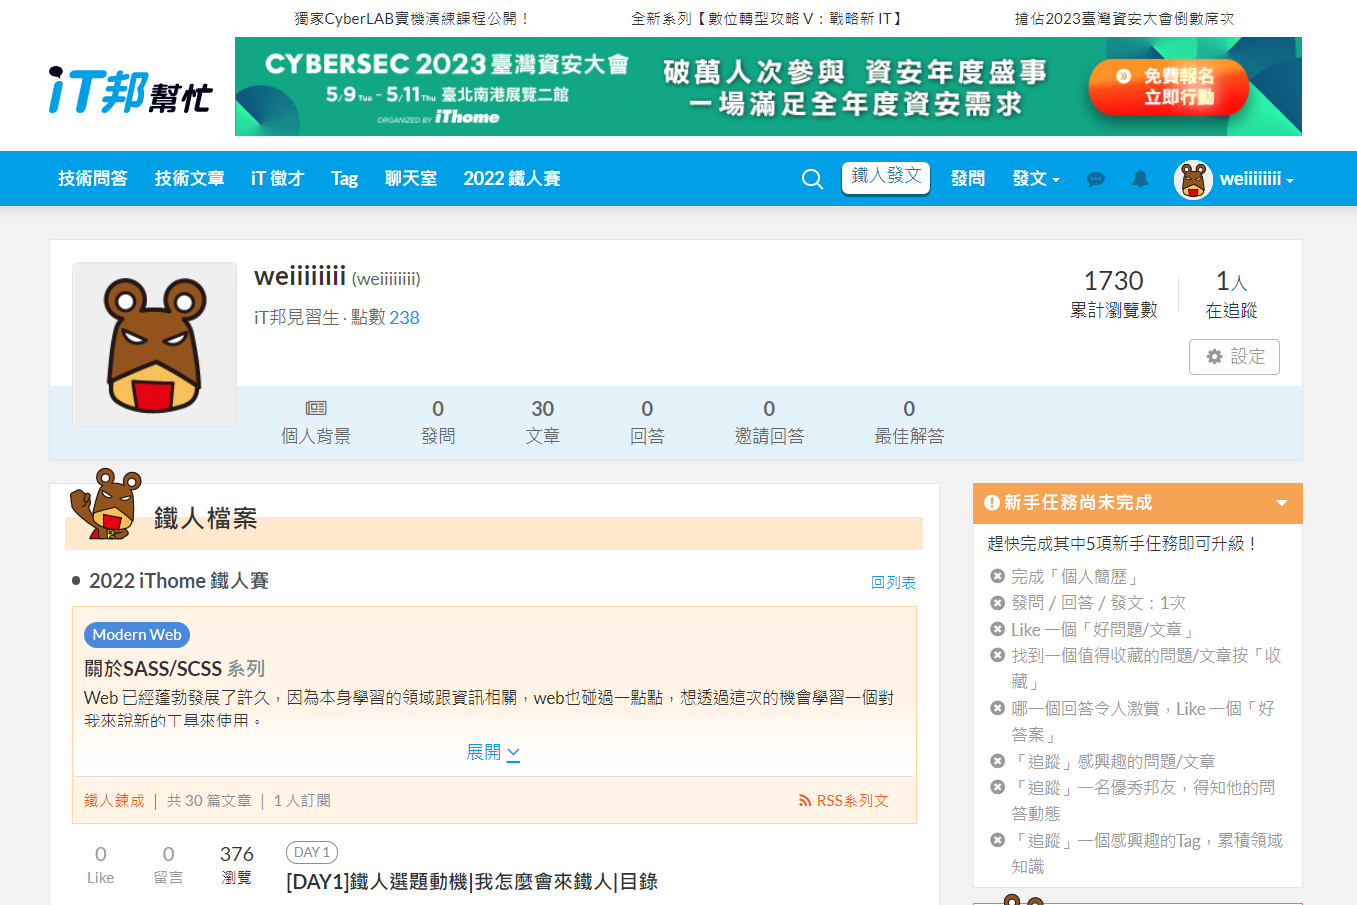 獨家CyberLAB實機演練課程公開！
全新系列【數位轉型攻略Ⅴ：戰略新IT】
搶佔2023臺灣資安大會倒數席次
iT邦幫忙
CYBERSEC 2023 臺灣資安大會
5/9 Tue - 5/11 Thu 臺北南港展覽二館
ORGANIZED BY iThome
破萬人次參與 資安年度盛事
一場滿足全年度資安需求
免費報名
立即行動
技術問答 技術文章 iT 徵才 Tag 聊天室 2022 鐵人賽
鐵人發文 發問 發文 weiiiiiiii
weiiiiiiii (weiiiiiiii)
iT邦見習生 · 點數 238
1730
累計瀏覽數
1人
在追蹤
設定
0 30 0 0 0
個人背景 發問 文章 回答 邀請回答 最佳解答
鐵人檔案
2022 iThome 鐵人賽
回列表
Modern Web
關於SASS/SCSS 系列
Web 已經蓬勃發展了許久，因為本身學習的領域跟資訊相關，web也碰過一點點，想透過這次的機會學習一個對
我來說新的工具來使用。
展開
鐵人鍊成 | 共 30 篇文章 | 1 人訂閱
RSS系列文
0 0 376
Like 留言 瀏覽
DAY 1
[DAY1]鐵人選題動機|我怎麼會來鐵人|目錄
新手任務尚未完成
趕快完成其中5項新手任務即可升級！
完成「個人簡歷」
發問 / 回答 / 發文：1次
Like 一個「好問題/文章」
找到一個值得收藏的問題/文章按「收
藏」
哪一個回答令人激賞，Like 一個「好
答案」
「追蹤」感興趣的問題/文章
「追蹤」一名優秀邦友，得知他的問
答動態
「追蹤」一個感興趣的Tag，累積領域
知識